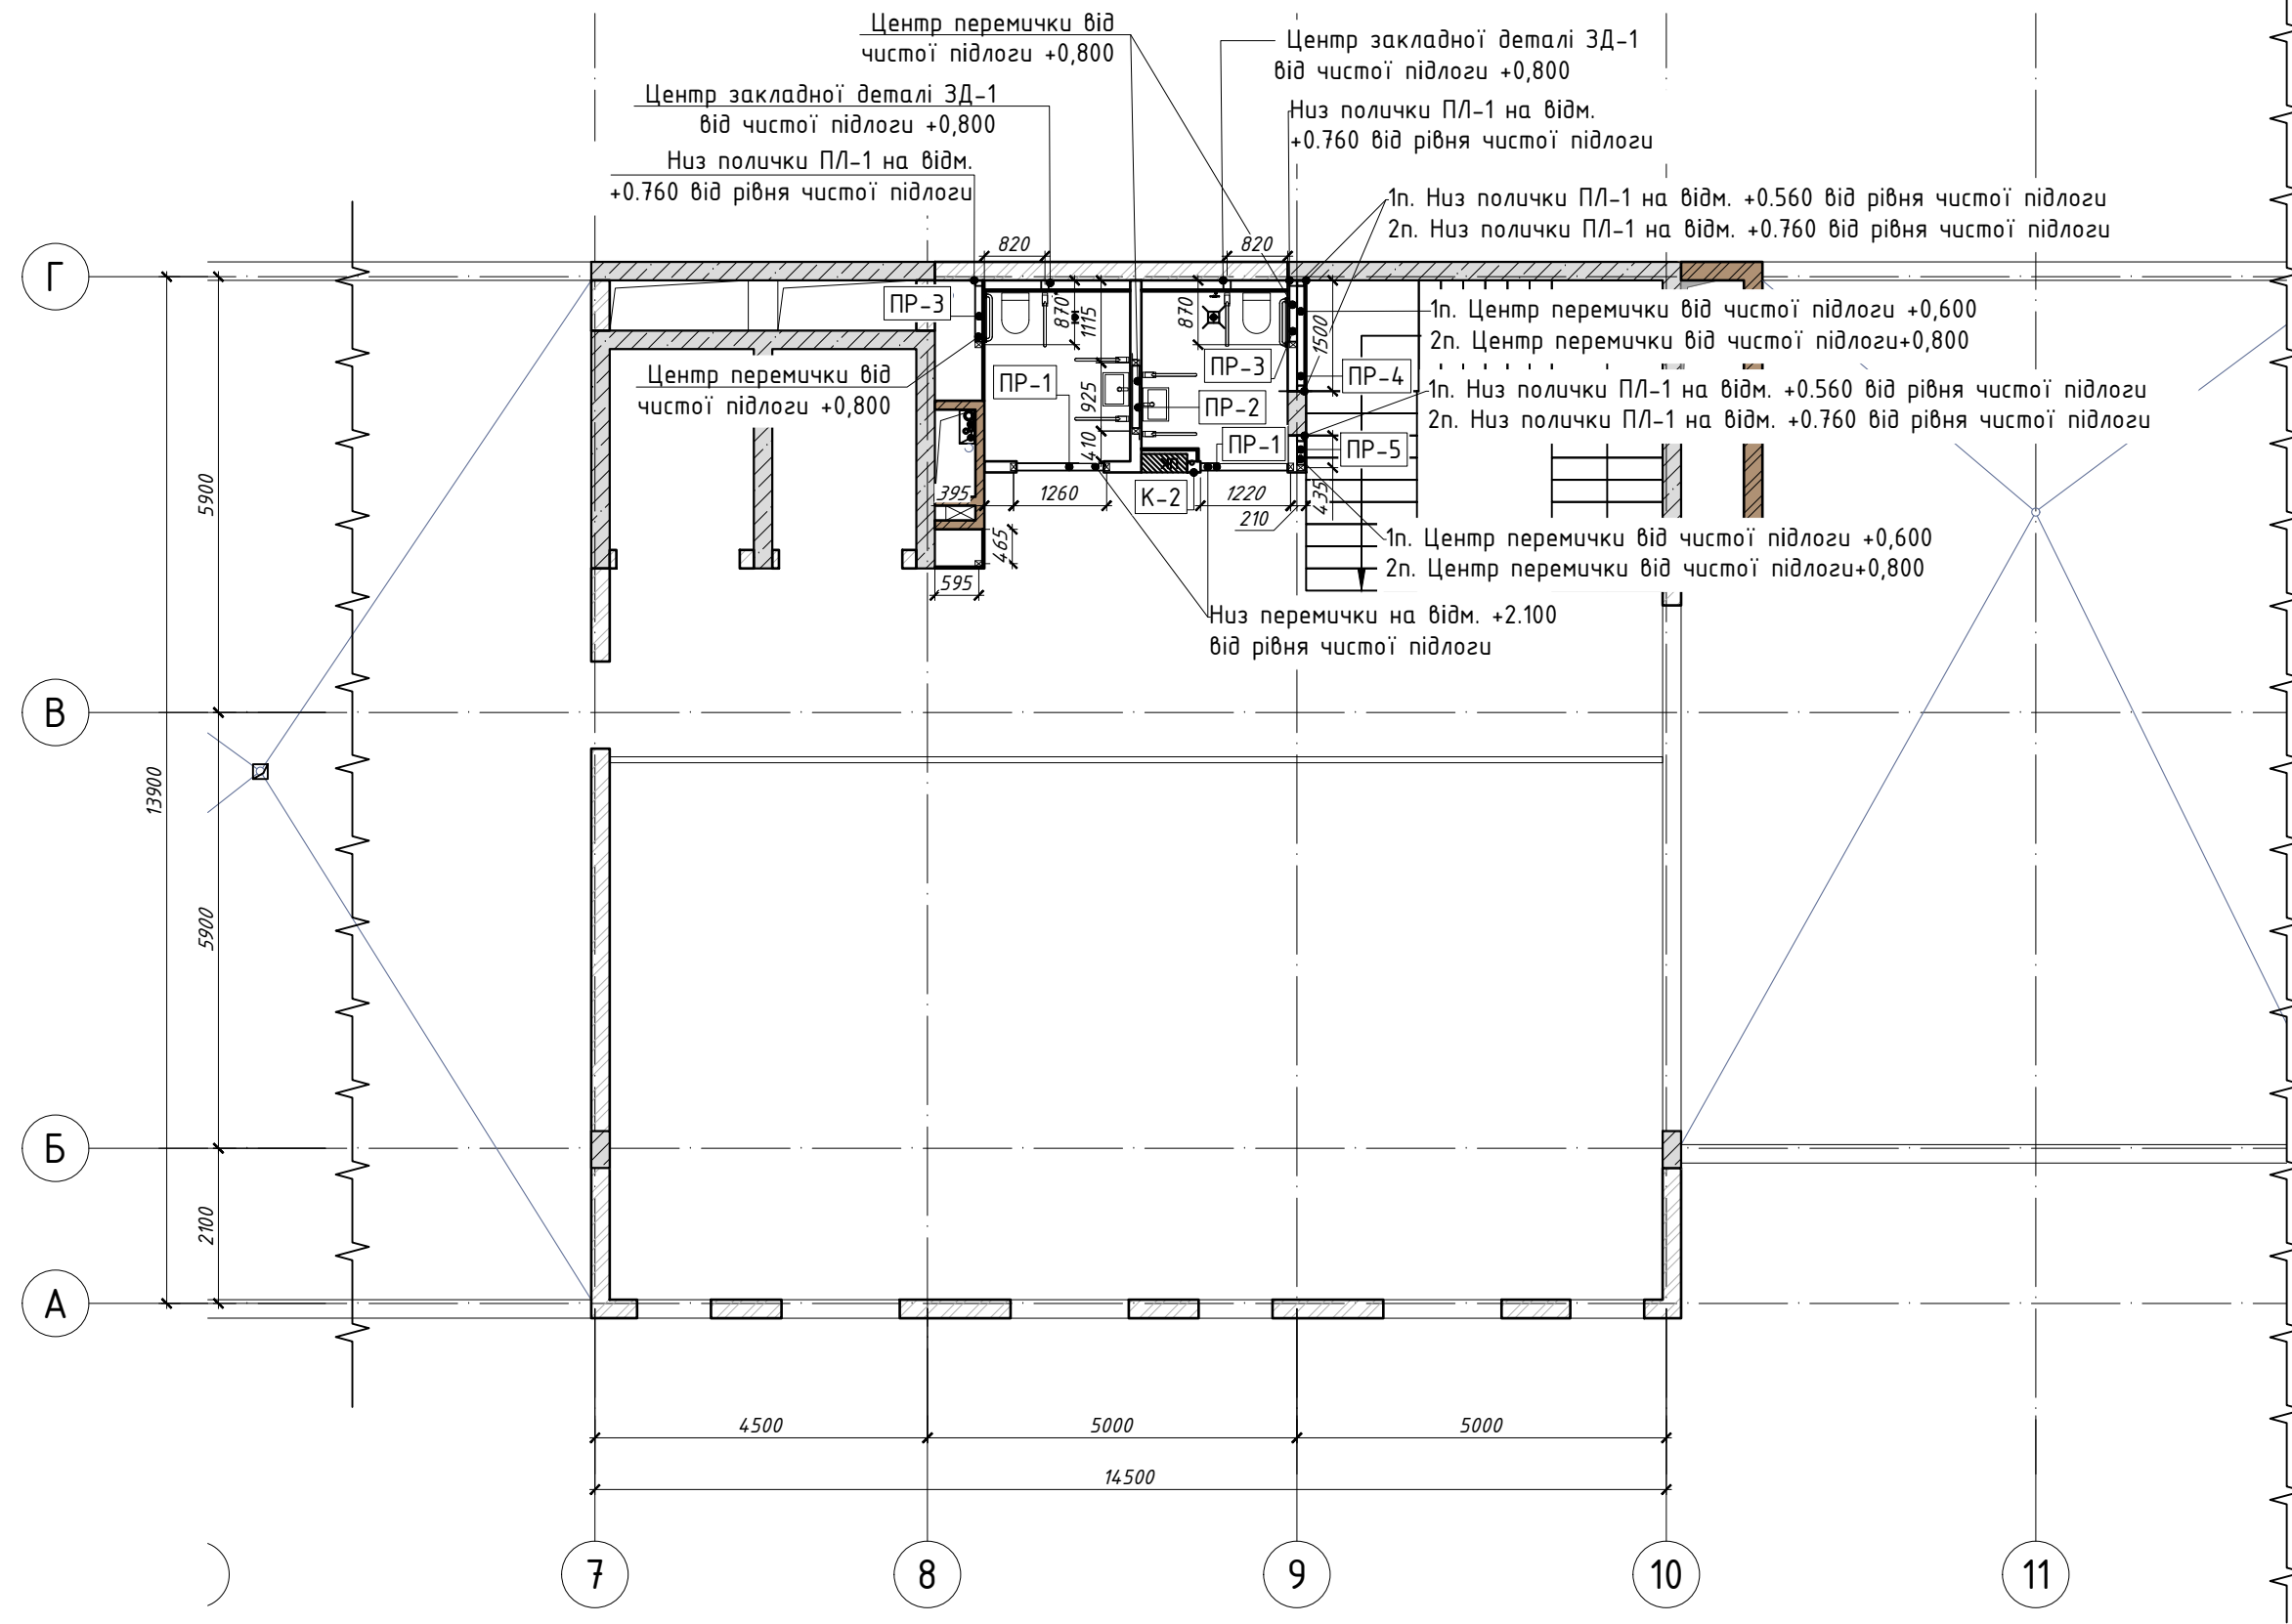 Центр перемички від
чистої підлоги +0,800
Центр закладної деталі ЗД-1
від чистої підлоги +0,800
Центр закладної деталі ЗД-1
від чистої підлоги +0,800
Низ полички ПЛ-1 на відм.
+0.760 від рівня чистої підлоги
Низ полички ПЛ-1 на відм.
+0.760 від рівня чистої підлоги
1п. Низ полички ПЛ-1 на відм. +0.560 від рівня чистої підлоги
2п. Низ полички ПЛ-1 на відм. +0.760 від рівня чистої підлоги
820
820
Г
ПР-3
870
1115
870
1500
1п. Центр перемички від чистої підлоги +0,600
2п. Центр перемички від чистої підлоги+0,800
Центр перемички від
чистої підлоги +0,800
ПР-1
925
ПР-3
ПР-4
ПР-2
1п. Низ полички ПЛ-1 на відм. +0.560 від рівня чистої підлоги
2п. Низ полички ПЛ-1 на відм. +0.760 від рівня чистої підлоги
410
ПР-1
ПР-5
395
1260
К-2
1220
435
210
465
595
1п. Центр перемички від чистої підлоги +0,600
2п. Центр перемички від чистої підлоги+0,800
Низ перемички на відм. +2.100
від рівня чистої підлоги
5900
В
13900
5900
Б
2100
А
4500
5000
5000
14500
7
8
9
10
11